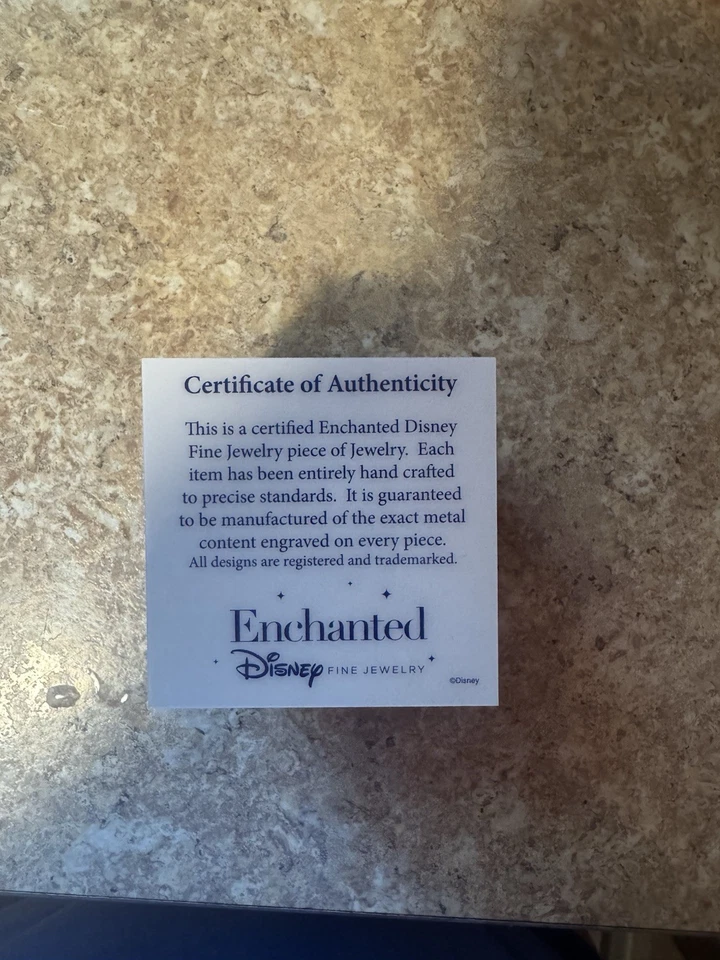 Certificate of Authenticity
This is a certified Enchanted Disney
Fine Jewelry piece of Jewelry. Each
item has been entirely hand crafted
to precise standards. It is guaranteed
to be manufactured of the exact metal
content engraved on every piece.
All designs are registered and trademarked.
Enchanted
Disney FINE JEWELRY
©Disney